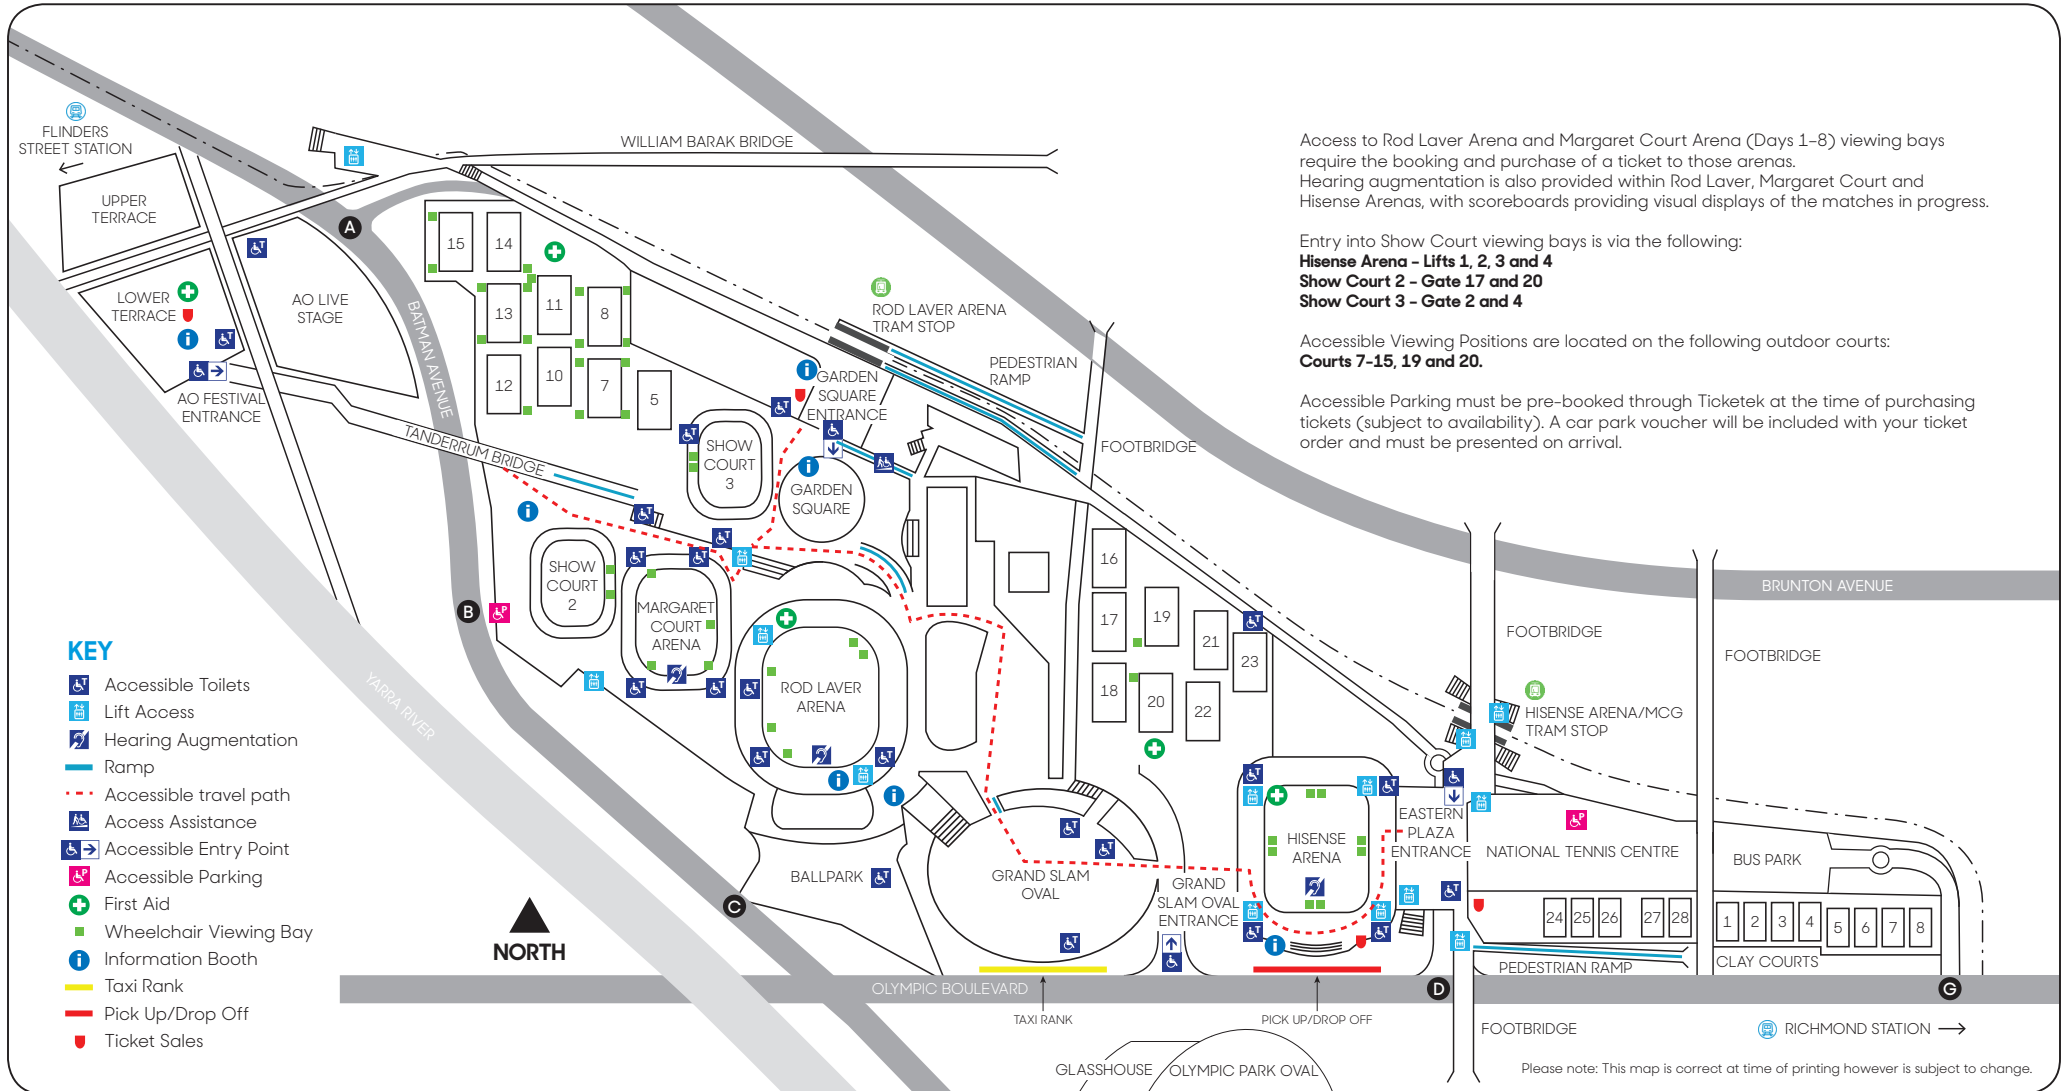 FLINDERS
STREET STATION
UPPER
TERRACE
LOWER
TERRACE
AO LIVE
STAGE
AO FESTIVAL
ENTRANCE
A
WILLIAM BARAK BRIDGE
BATMAN AVENUE
TANDERRUM BRIDGE
15
14
13
11
8
12
10
7
5
ROD LAVER ARENA
TRAM STOP
PEDESTRIAN
RAMP
GARDEN
SQUARE
ENTRANCE
FOOTBRIDGE
SHOW
COURT
3
GARDEN
SQUARE
SHOW
COURT
2
MARGARET
COURT
ARENA
ROD LAVER
ARENA
B
YARRA RIVER
16
17
19
21
23
18
20
22
Access to Rod Laver Arena and Margaret Court Arena (Days 1–8) viewing bays
require the booking and purchase of a ticket to those arenas.
Hearing augmentation is also provided within Rod Laver, Margaret Court and
Hisense Arenas, with scoreboards providing visual displays of the matches in progress.
Entry into Show Court viewing bays is via the following:
Hisense Arena - Lifts 1, 2, 3 and 4
Show Court 2 - Gate 17 and 20
Show Court 3 - Gate 2 and 4
Accessible Viewing Positions are located on the following outdoor courts:
Courts 7-15, 19 and 20.
Accessible Parking must be pre-booked through Ticketek at the time of purchasing
tickets (subject to availability). A car park voucher will be included with your ticket
order and must be presented on arrival.
BRUNTON AVENUE
FOOTBRIDGE
FOOTBRIDGE
HISENSE ARENA/MCG
TRAM STOP
EASTERN
PLAZA
ENTRANCE
NATIONAL TENNIS CENTRE
BUS PARK
HISENSE
ARENA
GRAND SLAM
OVAL
GRAND
SLAM OVAL
ENTRANCE
BALLPARK
C
24
25
26
27
28
1
2
3
4
5
6
7
8
CLAY COURTS
PEDESTRIAN RAMP
OLYMPIC BOULEVARD
D
G
TAXI RANK
PICK UP/DROP OFF
FOOTBRIDGE
RICHMOND STATION
GLASSHOUSE
OLYMPIC PARK OVAL
Please note: This map is correct at time of printing however is subject to change.
NORTH
KEY
T Accessible Toilets
Lift Access
Hearing Augmentation
Ramp
Accessible travel path
Access Assistance
Accessible Entry Point
P Accessible Parking
First Aid
Wheelchair Viewing Bay
i Information Booth
Taxi Rank
Pick Up/Drop Off
Ticket Sales